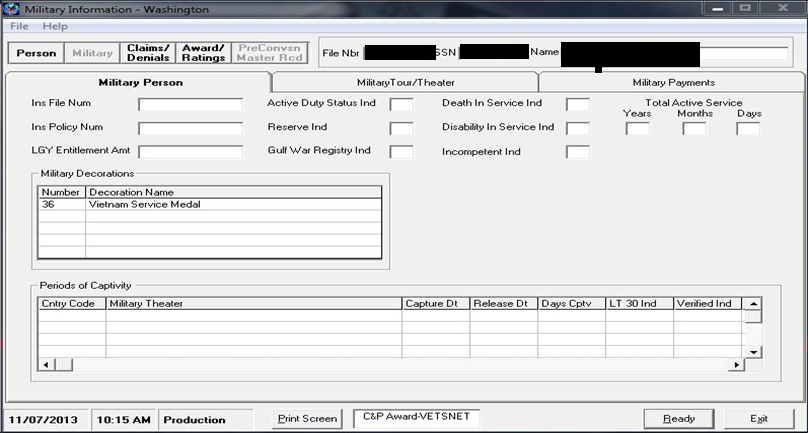 Military Information - Washington
File Help
Person Military Claims/ Denials Award/ Ratings PreConvsn Master Rcd File Nbr SSN Name
Military Person MilitaryTour/Theater Military Payments
Ins File Num Active Duty Status Ind Death In Service Ind Total Active Service
Years Months Days
Ins Policy Num Reserve Ind Disability In Service Ind
LGY Entitlement Amt Gulf War Registry Ind Incompetent Ind
Military Decorations
Number Decoration Name
36 Vietnam Service Medal
Periods of Captivity
Cntry Code Military Theater Capture Dt Release Dt Days Cptv LT 30 Ind Verified Ind
11/07/2013 10:15 AM Production Print Screen C&P Award-VETSNET Ready Exit